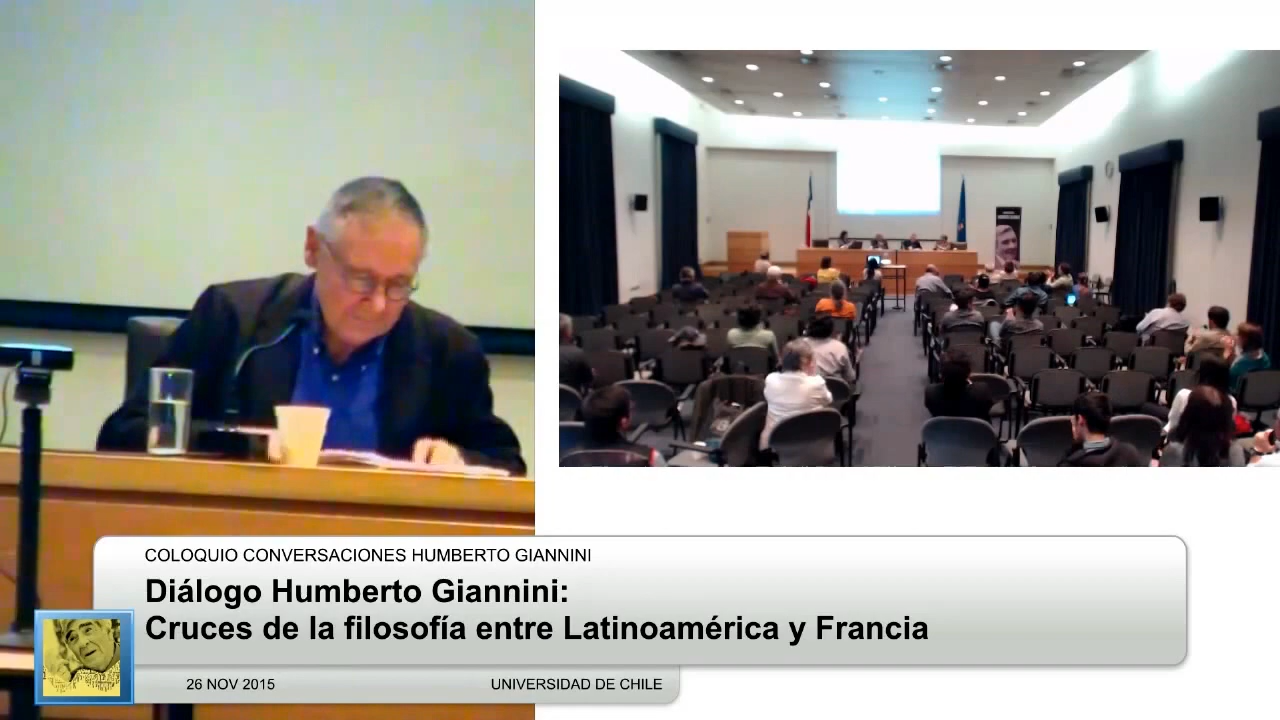 COLOQUIO CONVERSACIONES HUMBERTO GIANNINI
Diálogo Humberto Giannini:
Cruces de la filosofía entre Latinoamérica y Francia
26 NOV 2015
UNIVERSIDAD DE CHILE